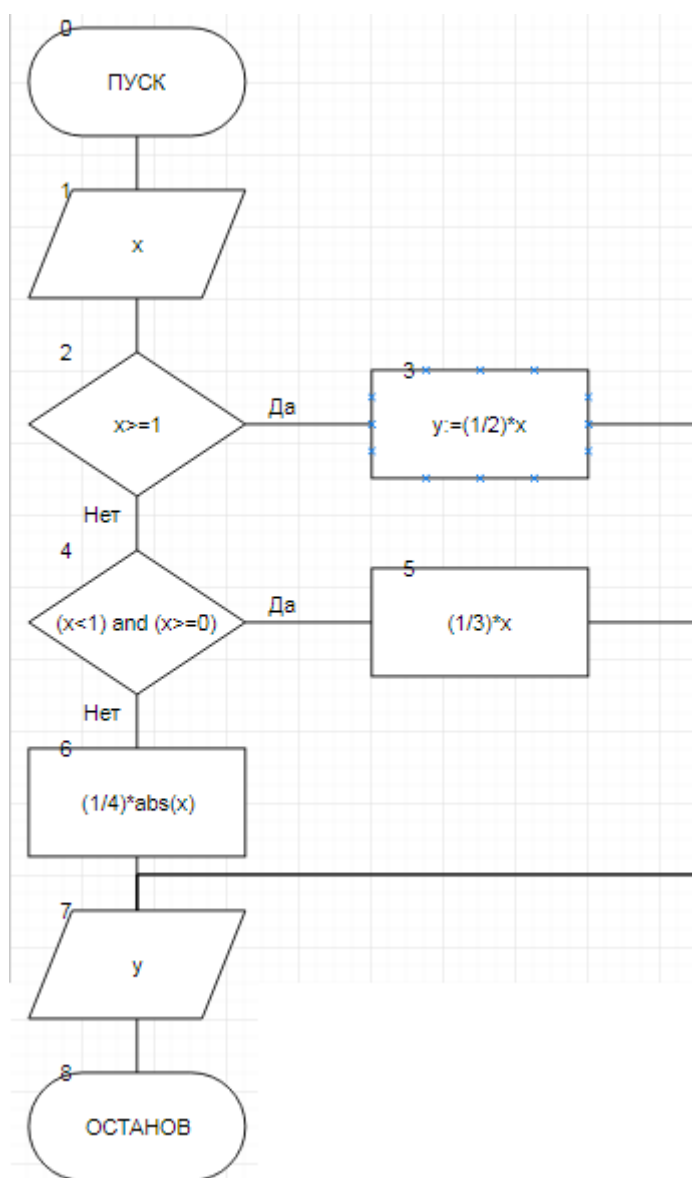 0
ПУСК
1
x
2
x>=1
Да
3
y:=(1/2)*x
Нет
4
(x<1) and (x>=0)
Да
5
(1/3)*x
Нет
6
(1/4)*abs(x)
7
y
8
ОСТАНОВ